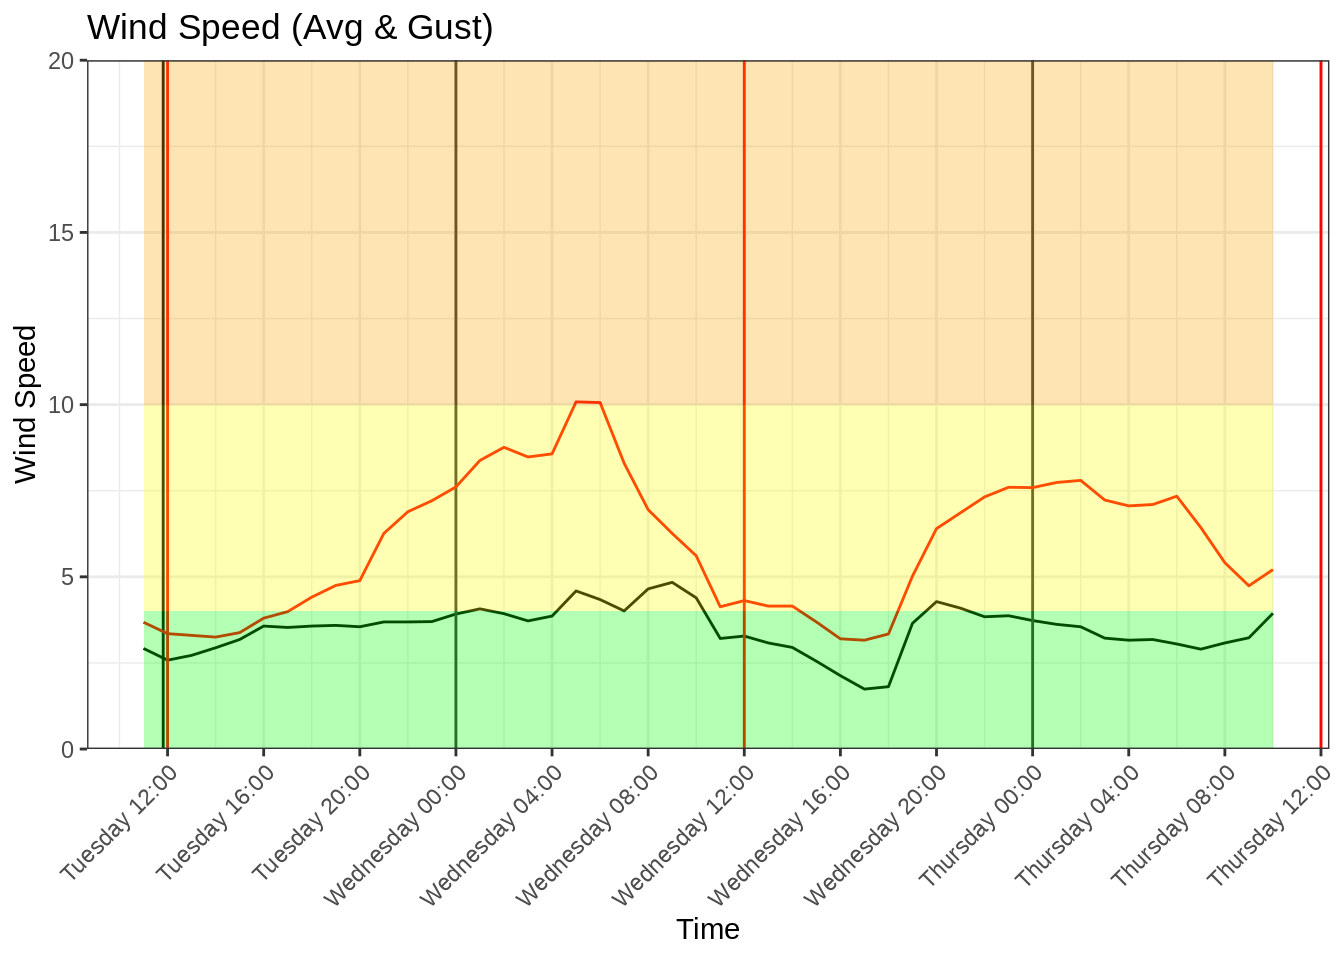 Wind Speed (Avg & Gust)
Wind Speed
20
15
10
5
0
Tuesday 12:00
Tuesday 16:00
Tuesday 20:00
Wednesday 00:00
Wednesday 04:00
Wednesday 08:00
Wednesday 12:00
Wednesday 16:00
Wednesday 20:00
Thursday 00:00
Thursday 04:00
Thursday 08:00
Thursday 12:00
Time